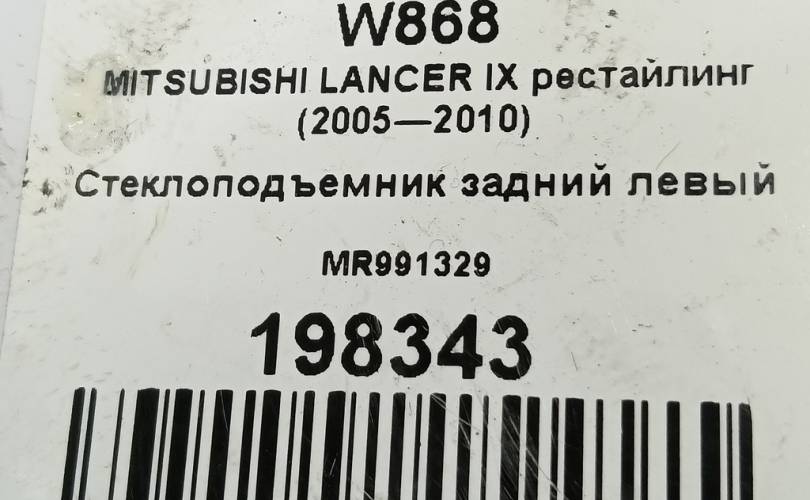 W868
MITSUBISHI LANCER IX рестайлинг
(2005—2010)
Стеклоподъемник задний левый
MR991329
198343